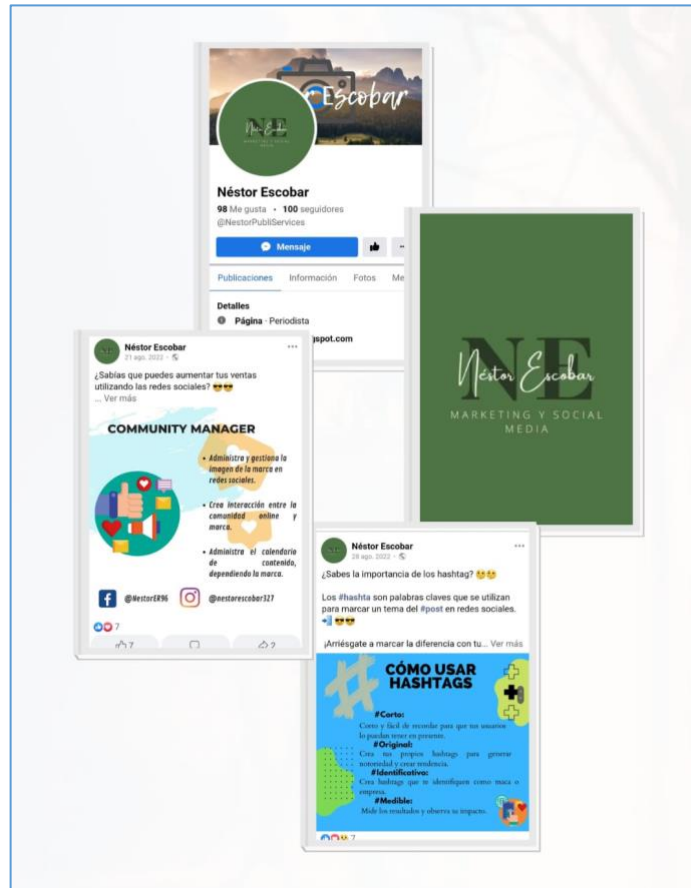 r Escobar
NE
Néstor Escobar
MARKETING Y SOCIAL
MEDIA
Néstor Escobar
98 Me gusta • 100 seguidores
@NestorPubliServices
Mensaje
Publicaciones Información Fotos Me
Detalles
Página · Periodista
gspot.com
NE
Néstor Escobar
MARKETING Y SOCIAL
MEDIA
Néstor Escobar
21 ago. 2022 ·
¿Sabías que puedes aumentar tus ventas
utilizando las redes sociales? 😎😎
... Ver más
COMMUNITY MANAGER
• Administra y gestiona la
imagen de la marca en
redes sociales.
• Crea interacción entre la
comunidad online y
marca.
• Administra el calendario
de contenido,
dependiendo la marca.
@NestorER96 @nestorescobar327
7
7 2
Néstor Escobar
28 ago. 2022 ·
¿Sabes la importancia de los hashtag?
Los #hashta son palabras claves que se utilizan
para marcar un tema del #post en redes sociales.
📲 😎😎
¡Arriésgate a marcar la diferencia con tu... Ver más
# CÓMO USAR
HASHTAGS
#Corto:
Corto y fácil de recordar para que tus usuarios
lo puedan tener en presente.
#Original:
Crea tus propios hashtags para generar
notoriedad y crear tendencia.
#Identificativo:
Crea hashtags que te identifiquen como maca o
empresa.
#Medible:
Mide los resultados y observa su impacto.
7